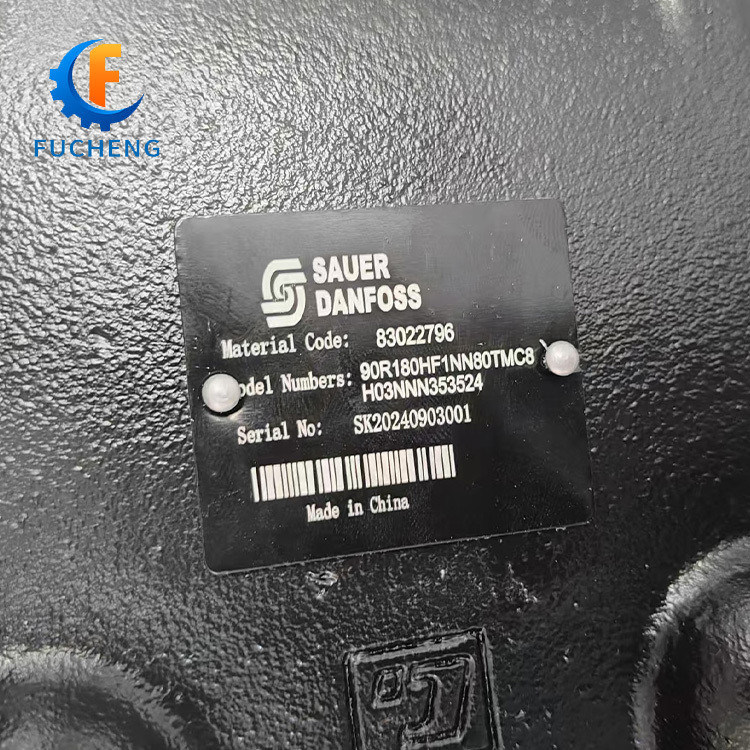 FUCHENG
SAUER
DANFOSS
Material Code: 83022796
odel Numbers: 90R180HF1NN80TMC8
H03NNN353524
Serial No: SK20240903001
Made in China